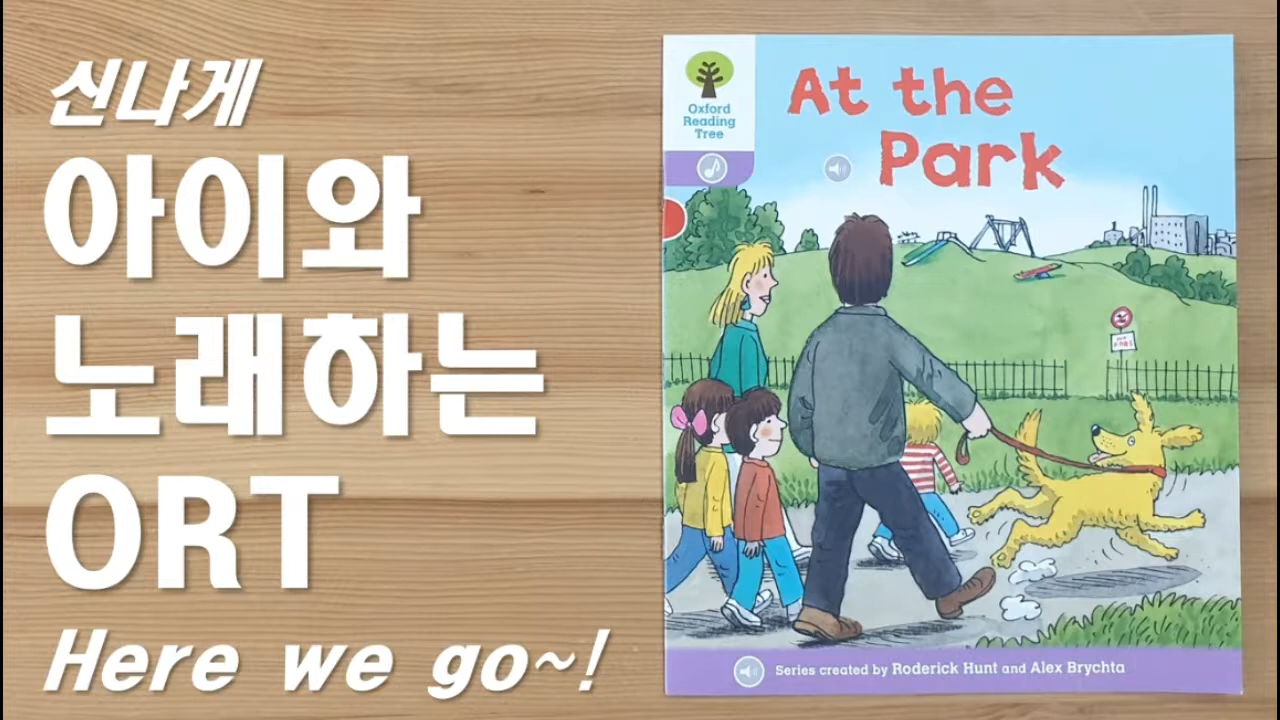 신나게
아이와
노래하는
ORT
Here we go~!
Oxford
Reading
Tree
At the
Park
Series created by Roderick Hunt and Alex Brychta